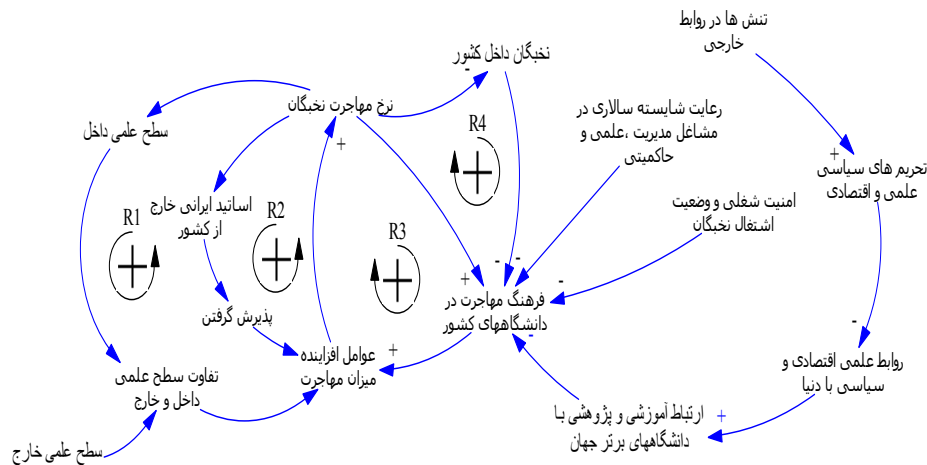 تنش ها در روابط
خارجی
نخبگان داخل کشور
-
نرخ مهاجرت نخبگان
+
رعایت شایسته سالاری در
مشاغل مدیریت ،علمی و
حاکمیتی
R4
سطح علمی داخل
+
تحریم های سیاسی
علمی و اقتصادی
امنیت شغلی و وضعیت
اشتغال نخبگان
اساتید ایرانی خارج
از کشور
R1
R2
R3
-
-
-
+
فرهنگ مهاجرت در
دانشگاههای کشور
-
پذیرش گرفتن
-
+
عوامل افزاینده
میزان مهاجرت
روابط علمی اقتصادی و
سیاسی با دنیا
تفاوت سطح علمی
داخل و خارج
ارتباط آموزشی و پژوهشی با
دانشگاههای برتر جهان
+
سطح علمی خارج